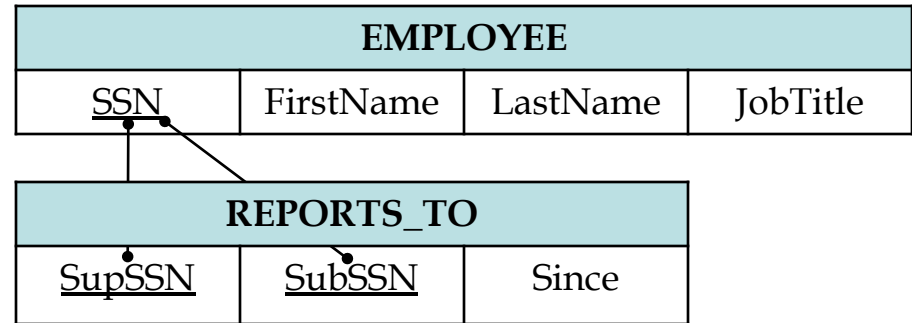 EMPLOYEE
SSN FirstName LastName JobTitle
REPORTS_TO
SupSSN SubSSN Since